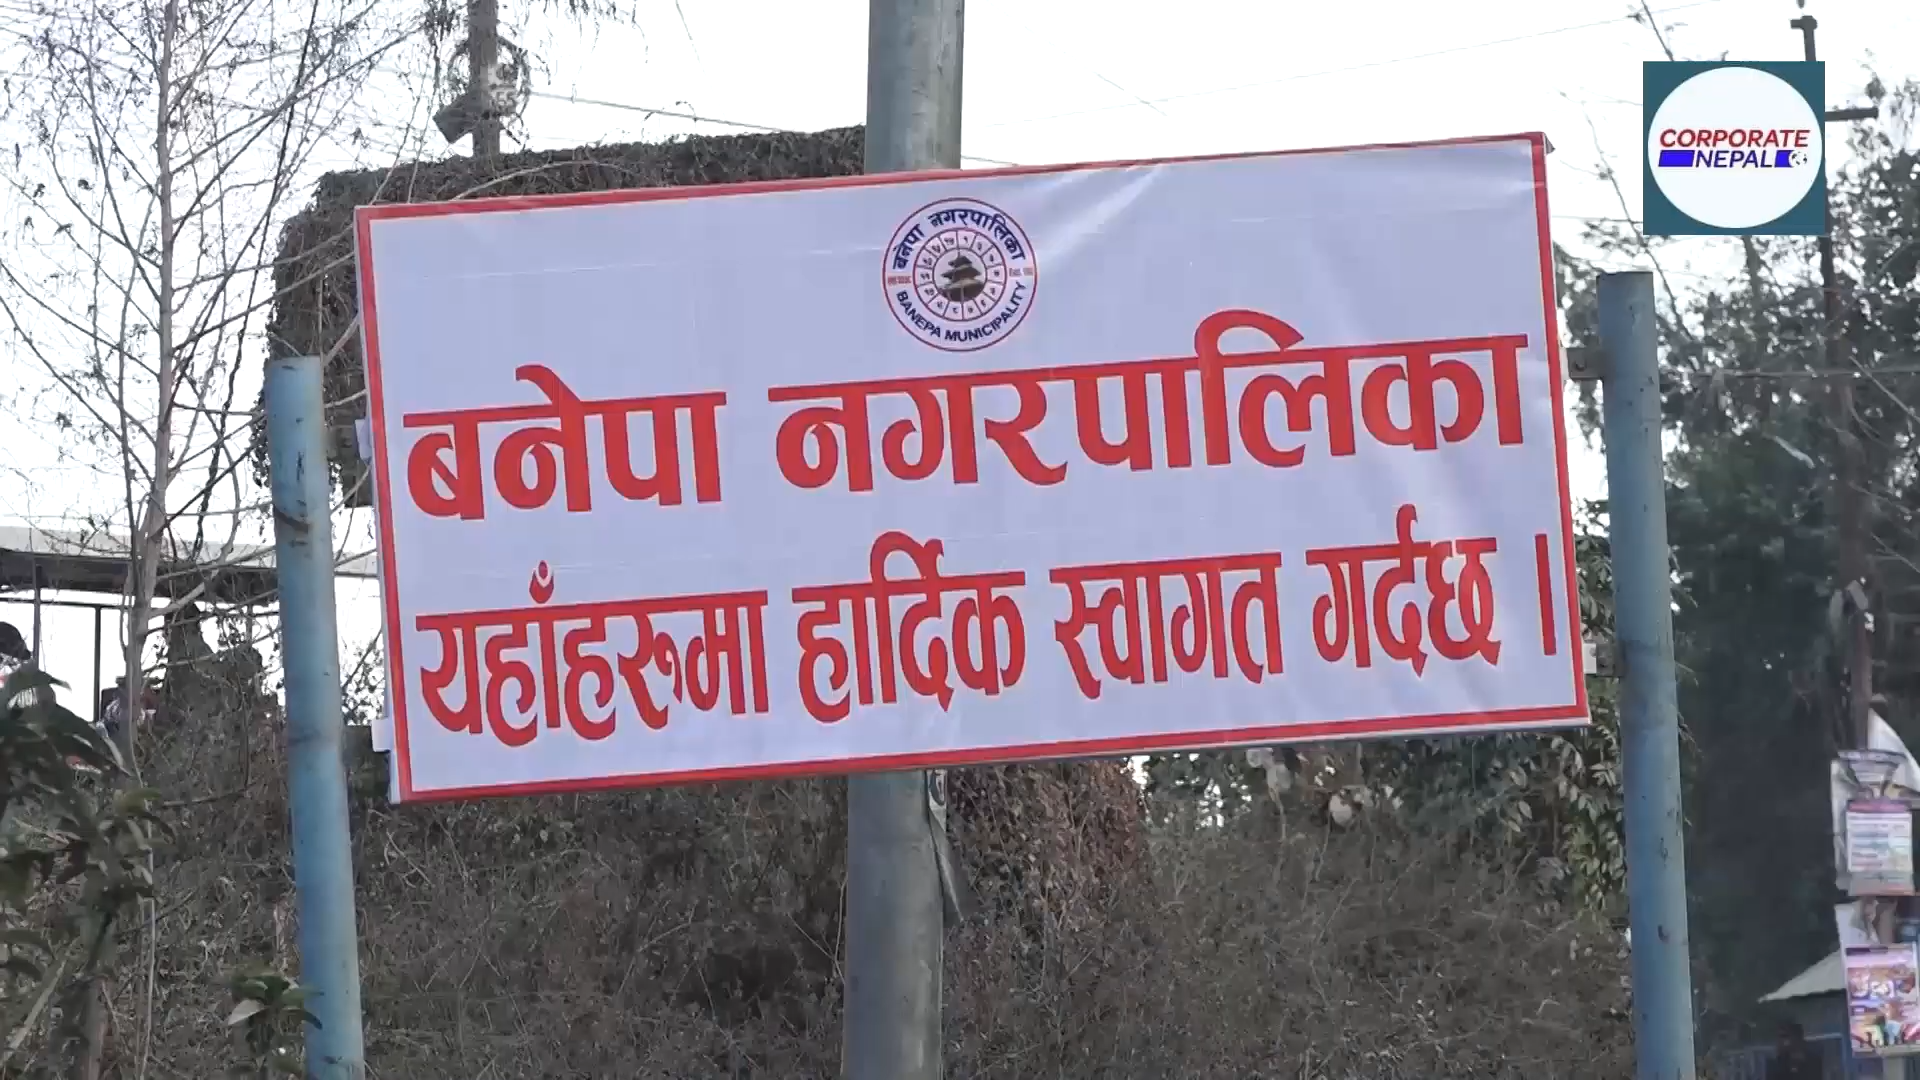 CORPORATE
NEPAL
बनेपा नगरपालिका
BANEPA MUNICIPALITY
बनेपा नगरपालिका
यहाँहरूमा हार्दिक स्वागत गर्दछ ।